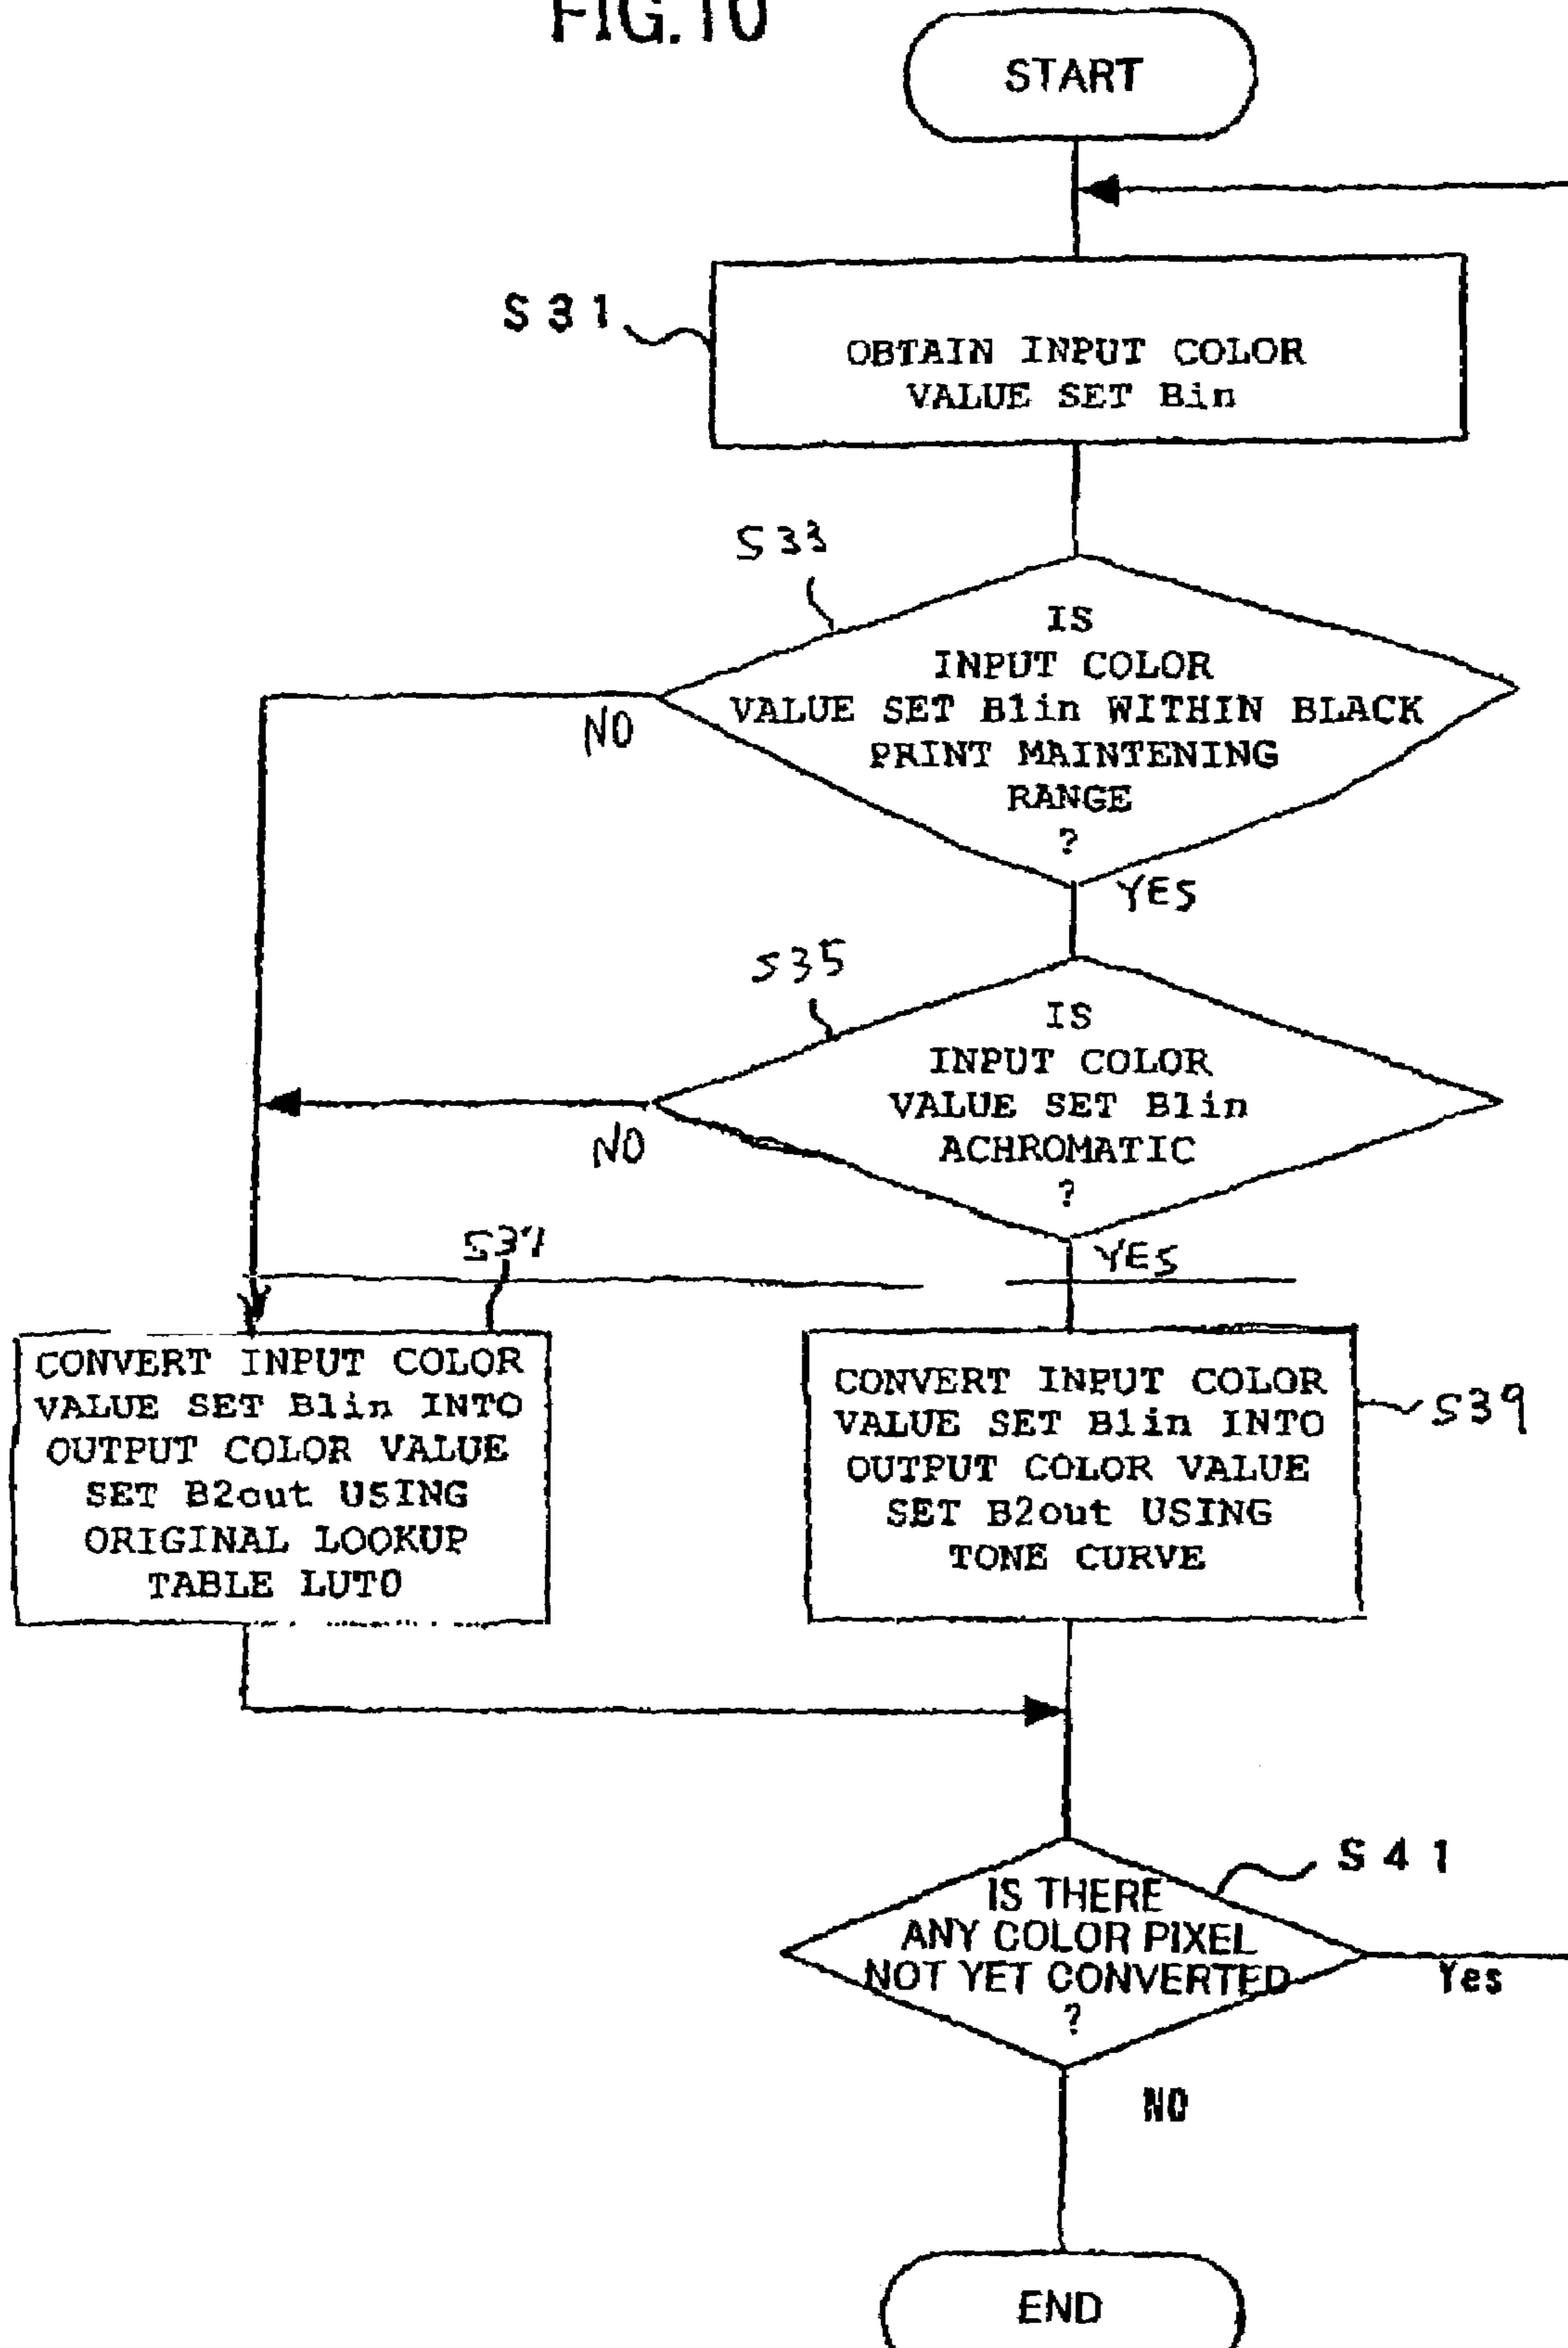 FIG.10
START
S31
OBTAIN INPUT COLOR
VALUE SET Bin
S33
IS
INPUT COLOR
VALUE SET B1in WITHIN BLACK
PRINT MAINTENING
RANGE
?
NO
YES
S35
IS
INPUT COLOR
VALUE SET B1in
ACHROMATIC
?
NO
YES
S37
CONVERT INPUT COLOR
VALUE SET B1in INTO
OUTPUT COLOR VALUE
SET B2out USING
ORIGINAL LOOKUP
TABLE LUT0
CONVERT INPUT COLOR
VALUE SET B1in INTO
OUTPUT COLOR VALUE
SET B2out USING
TONE CURVE
S39
S41
IS THERE
ANY COLOR PIXEL
NOT YET CONVERTED
?
Yes
NO
END